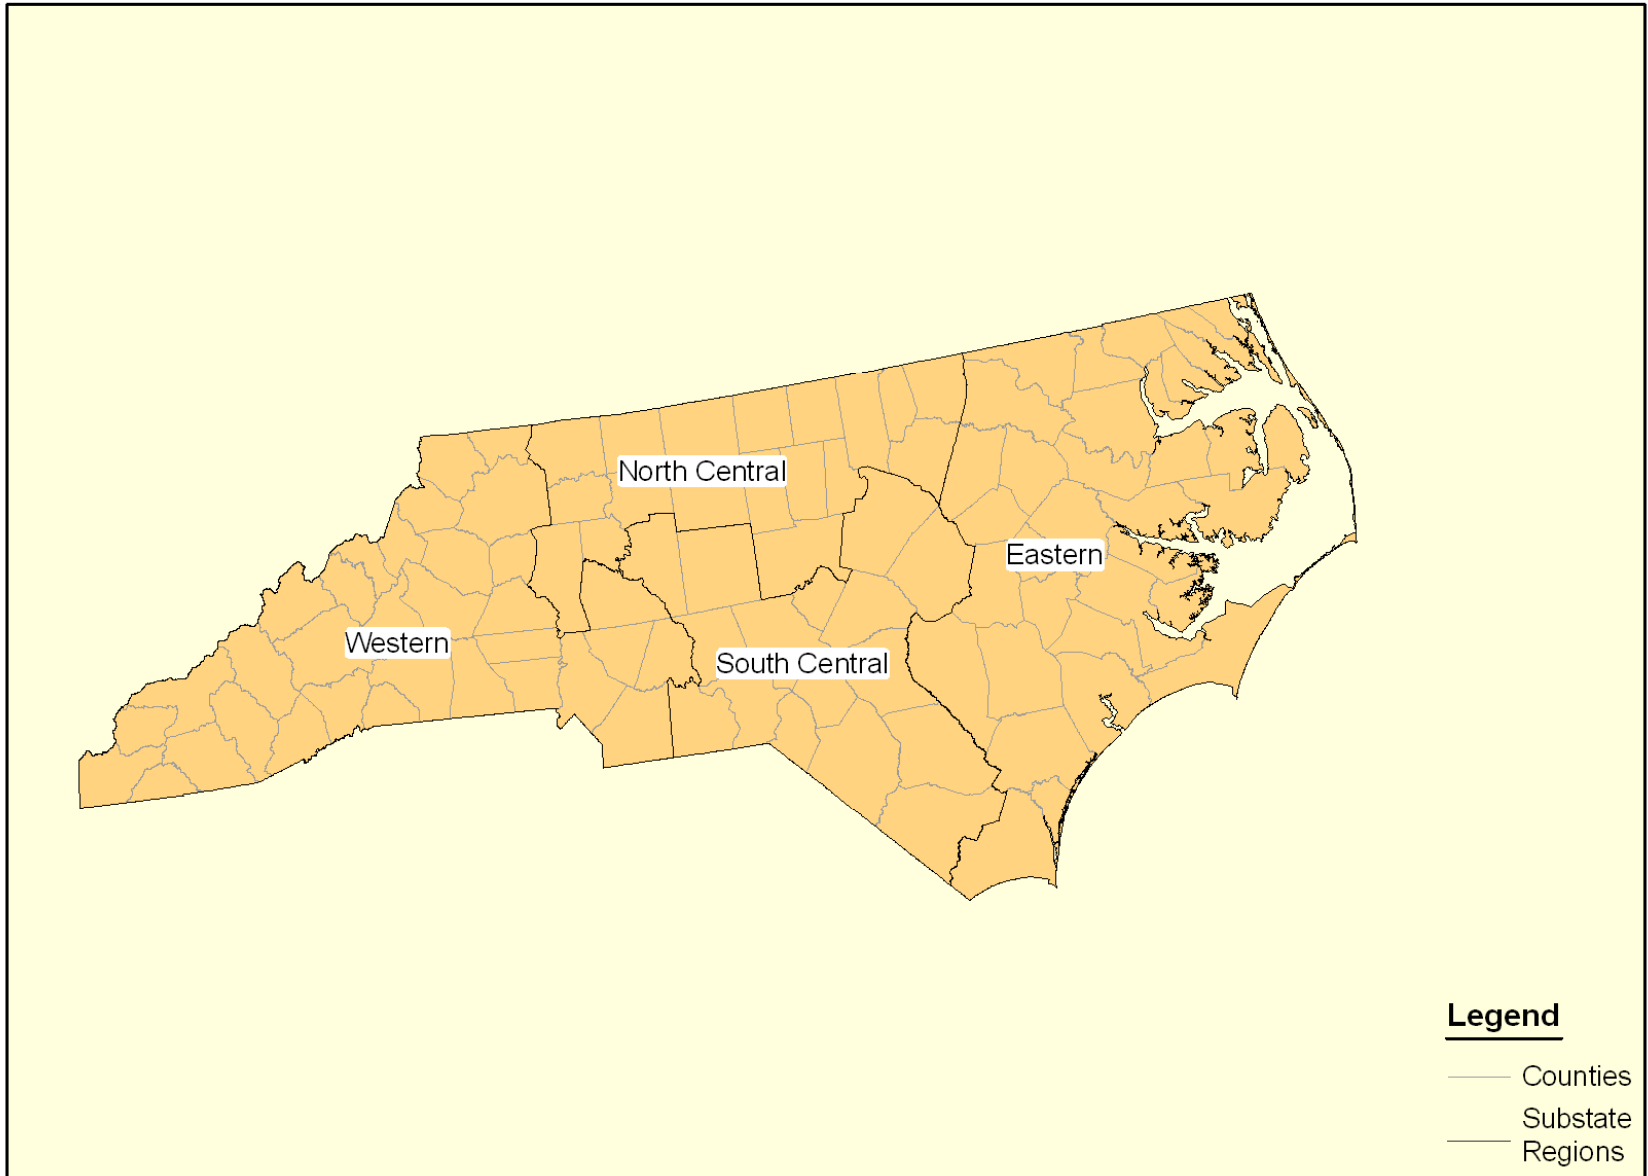 North Central
Eastern
Western
South Central
Legend
Counties
Substate
Regions